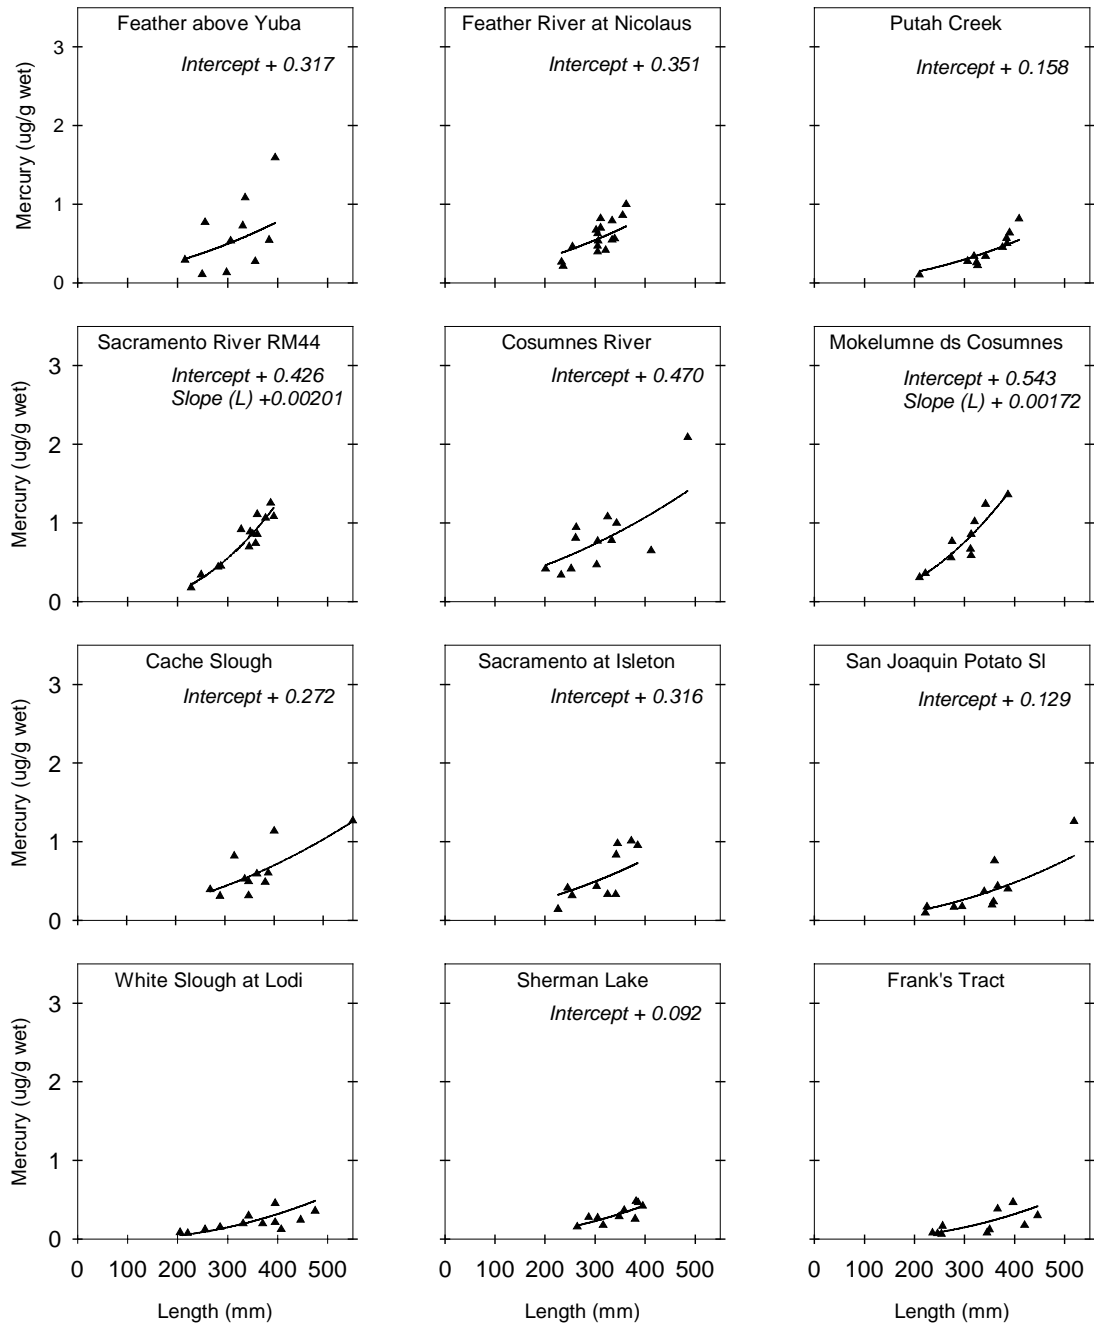 Feather above Yuba
Intercept + 0.317
Mercury (ug/g wet)
3
2
1
0
Feather River at Nicolaus
Intercept + 0.351
Putah Creek
Intercept + 0.158
Sacramento River RM44
Intercept + 0.426
Slope (L) +0.00201
Mercury (ug/g wet)
3
2
1
0
Cosumnes River
Intercept + 0.470
Mokelumne ds Cosumnes
Intercept + 0.543
Slope (L) + 0.00172
Cache Slough
Intercept + 0.272
Mercury (ug/g wet)
3
2
1
0
Sacramento at Isleton
Intercept + 0.316
San Joaquin Potato Sl
Intercept + 0.129
White Slough at Lodi
Mercury (ug/g wet)
3
2
1
0
0 100 200 300 400 500
Length (mm)
Sherman Lake
Intercept + 0.092
0 100 200 300 400 500
Length (mm)
Frank's Tract
0 100 200 300 400 500
Length (mm)